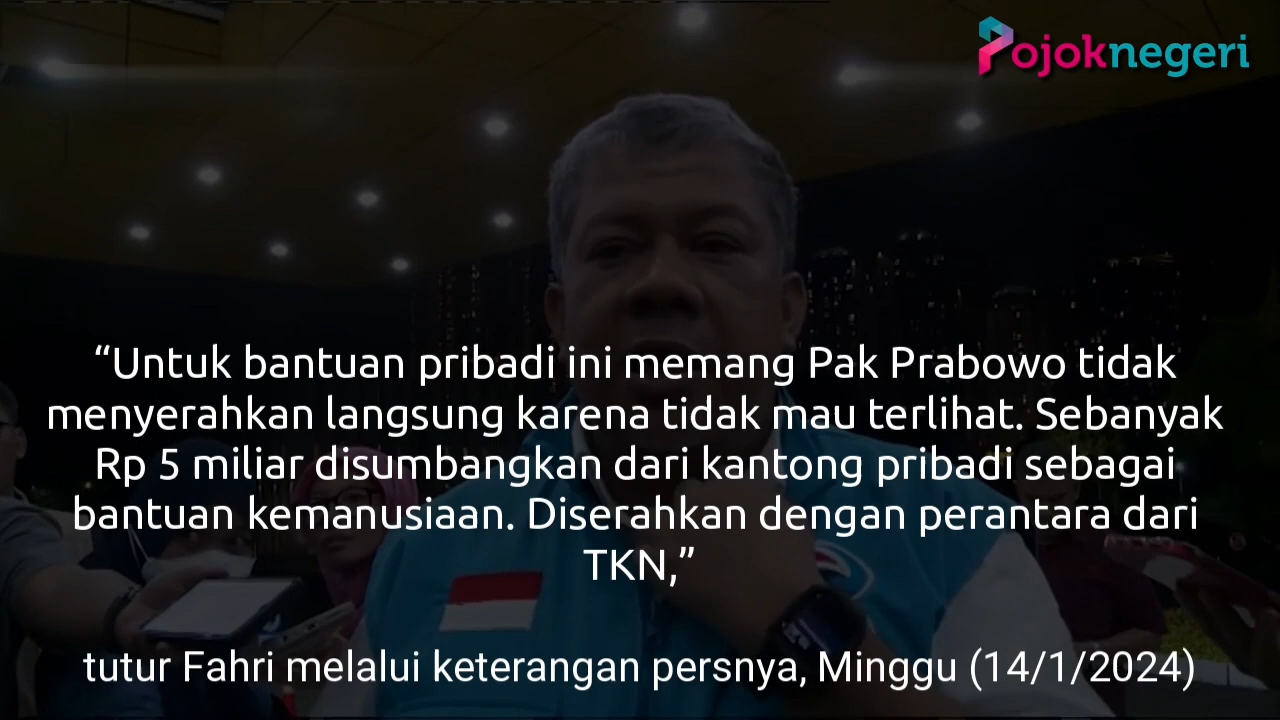 Pojoknegeri
“Untuk bantuan pribadi ini memang Pak Prabowo tidak
menyerahkan langsung karena tidak mau terlihat. Sebanyak
Rp 5 miliar disumbangkan dari kantong pribadi sebagai
bantuan kemanusiaan. Diserahkan dengan perantara dari
TKN,”
tutur Fahri melalui keterangan persnya, Minggu (14/1/2024)